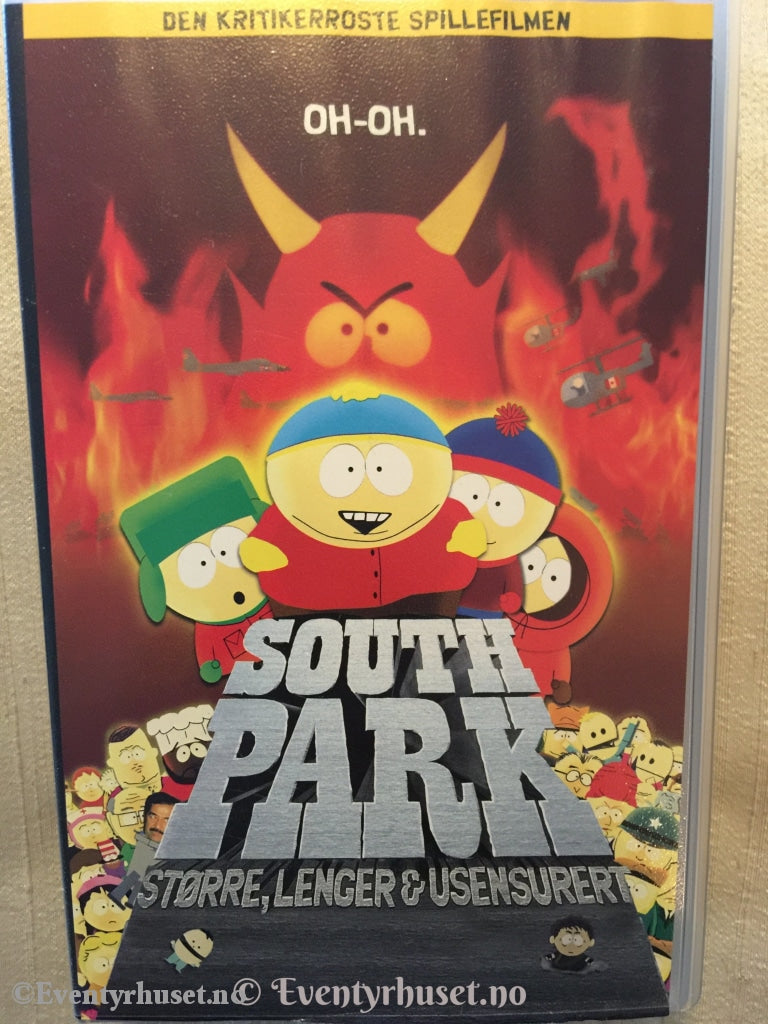 DEN KRITIKERROSTE SPILLEFILMEN
OH-OH.
SOUTH
PARK
STØRRE, LENGER & USENSURERT
©Eventyrhuset.no
© Eventyrhuset.no